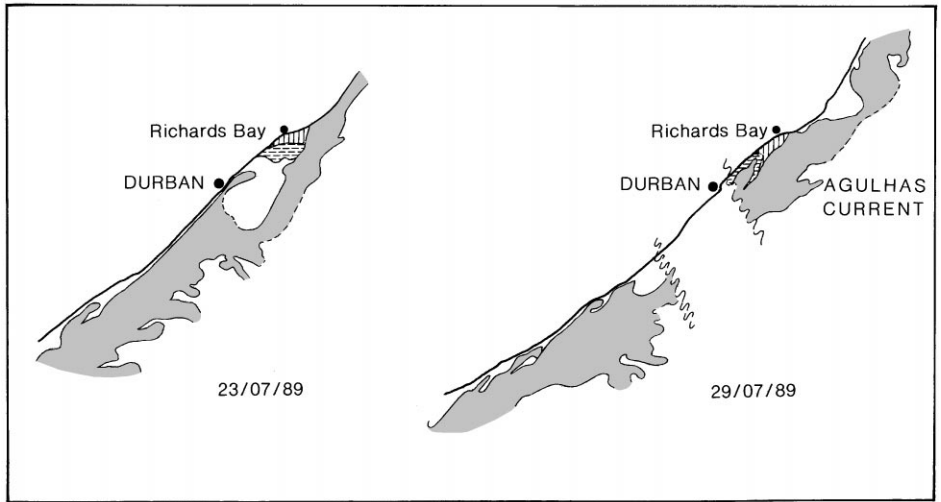 Richards Bay
DURBAN
23/07/89
Richards Bay
DURBAN
AGULHAS
CURRENT
29/07/89